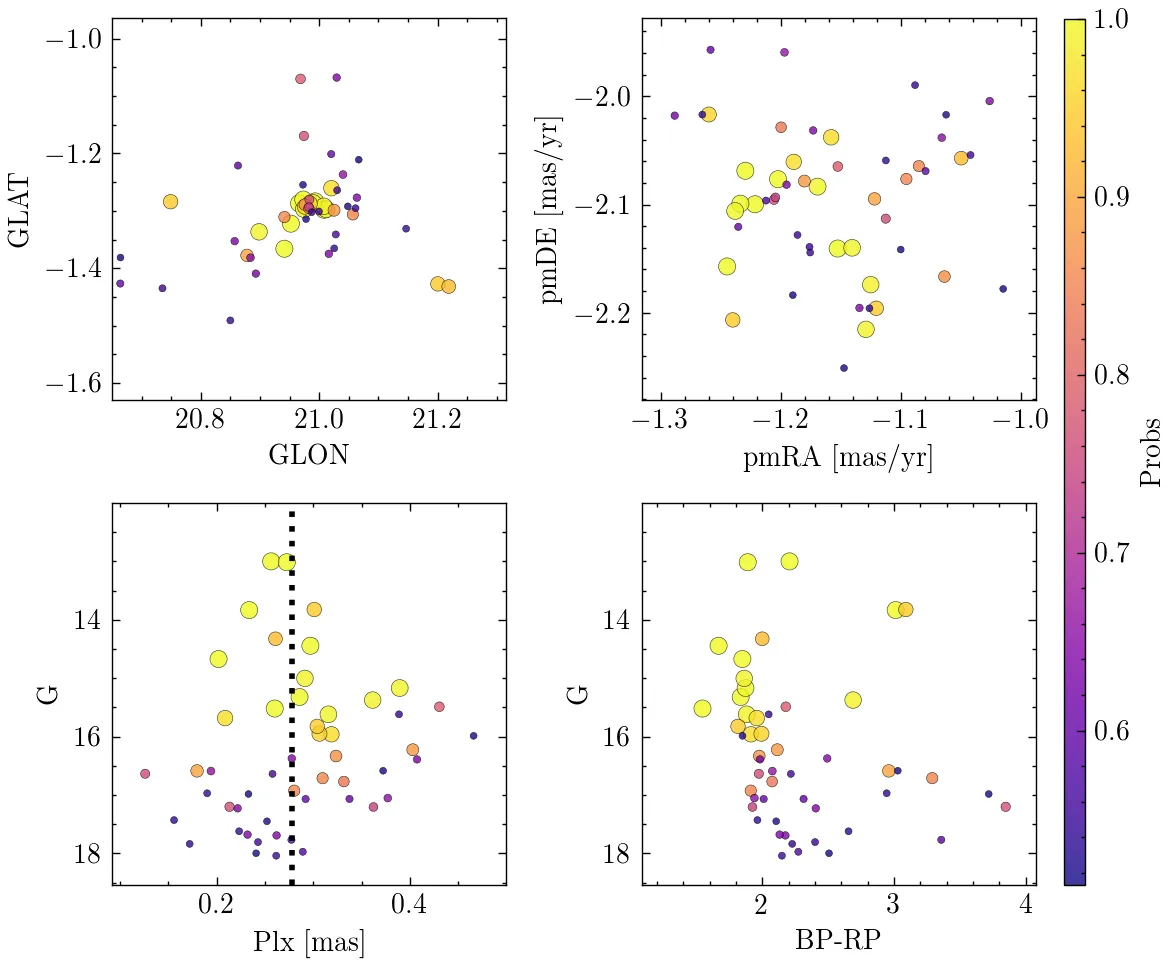 −1.0
−1.2
−1.4
−1.6
GLAT
20.8 21.0 21.2
GLON
−2.0
−2.1
−2.2
pmDE [mas/yr]
−1.3 −1.2 −1.1 −1.0
pmRA [mas/yr]
14
16
18
G
0.2 0.4
Plx [mas]
14
16
18
G
2 3 4
BP-RP
1.0
0.9
0.8
0.7
0.6
Probs